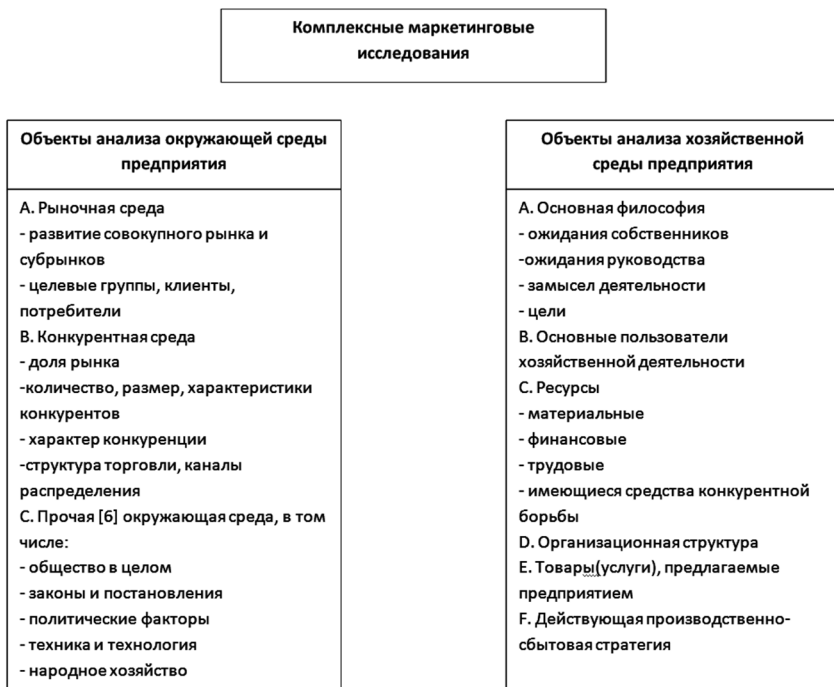 Комплексные маркетинговые
исследования
Объекты анализа окружающей среды
предприятия
А. Рыночная среда
- развитие совокупного рынка и
субрынков
- целевые группы, клиенты,
потребители
В. Конкурентная среда
- доля рынка
-количество, размер, характеристики
конкурентов
- характер конкуренции
-структура торговли, каналы
распределения
С. Прочая [6] окружающая среда, в том
числе:
- общество в целом
- законы и постановления
- политические факторы
- техника и технология
- народное хозяйство
Объекты анализа хозяйственной
среды предприятия
А. Основная философия
- ожидания собственников
-ожидания руководства
- замысел деятельности
- цели
В. Основные пользователи
хозяйственной деятельности
С. Ресурсы
- материальные
- финансовые
- трудовые
- имеющиеся средства конкурентной
борьбы
D. Организационная структура
Е. Товары(услуги), предлагаемые
предприятием
F. Действующая производственно-
сбытовая стратегия